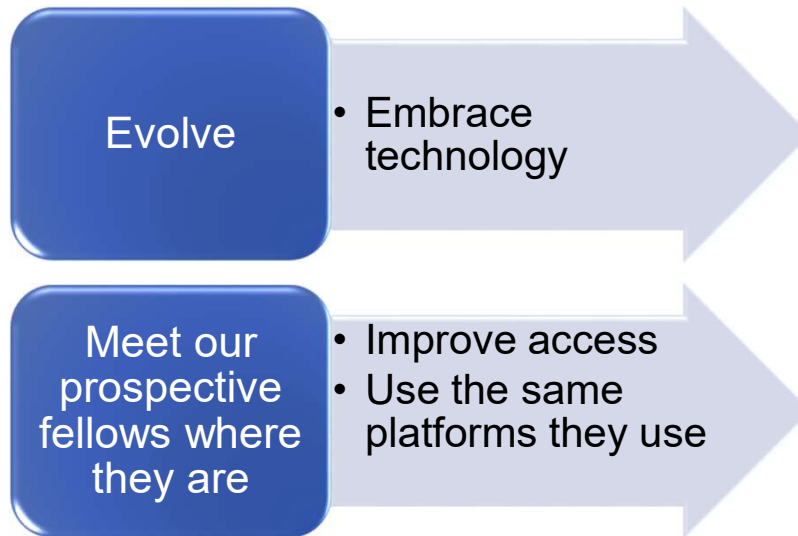 Evolve
• Embrace
technology
Meet our
prospective
fellows where
they are
• Improve access
• Use the same
platforms they use